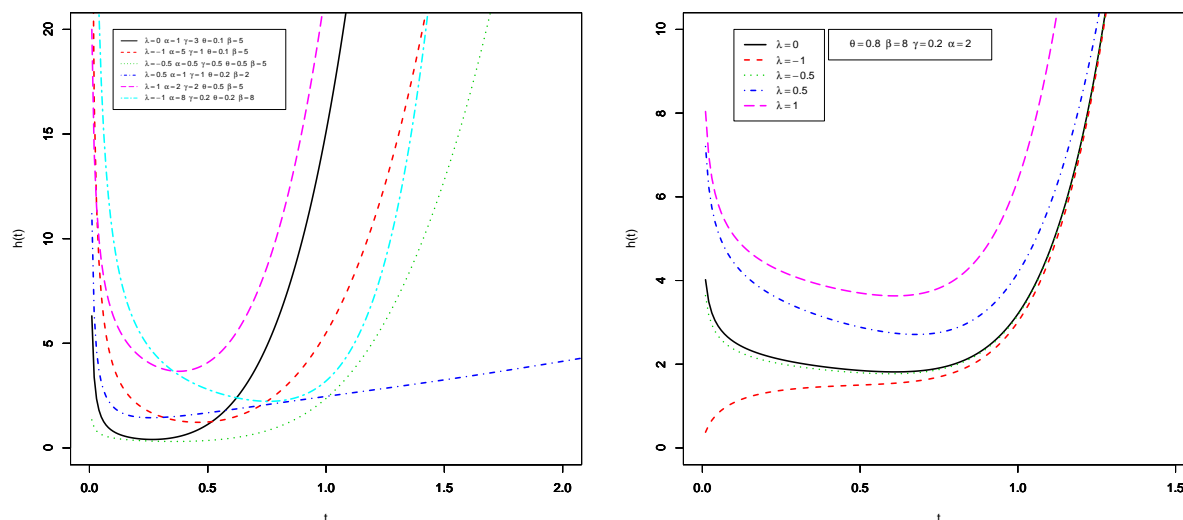 λ=0 α=1 γ=3 θ=0.1 β=5
λ=−1 α=5 γ=1 θ=0.1 β=5
λ=−0.5 α=0.5 γ=0.5 θ=0.5 β=5
λ=0.5 α=1 γ=1 θ=0.2 β=2
λ=1 α=2 γ=2 θ=0.5 β=5
λ=−1 α=8 γ=0.2 θ=0.2 β=8
h(t)
20
15
10
5
0
0.0 0.5 1.0 1.5 2.0
t
λ=0
λ=−1
λ=−0.5
λ=0.5
λ=1
θ=0.8 β=8 γ=0.2 α=2
h(t)
10
8
6
4
2
0
0.0 0.5 1.0 1.5
t